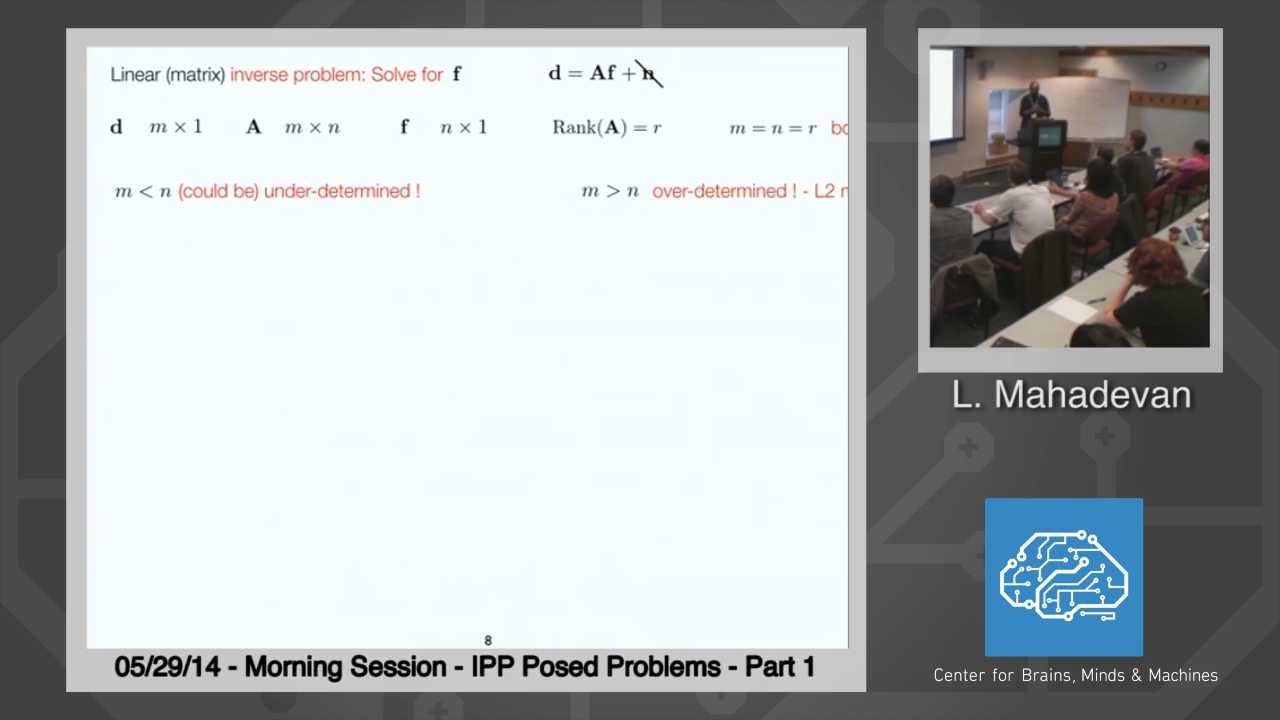 Linear (matrix) inverse problem: Solve for f d = Af + n
d m × 1 A m × n f n × 1 Rank(A) = r m = n = r
m < n (could be) under-determined ! m > n over-determined ! - L2
8
05/29/14 - Morning Session - IPP Posed Problems - Part 1
L. Mahadevan
Center for Brains, Minds & Machines